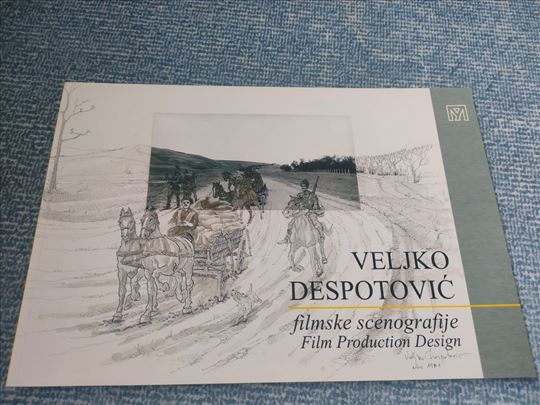 VELJKO
DESPOTOVIĆ
filmske scenografije
Film Production Design